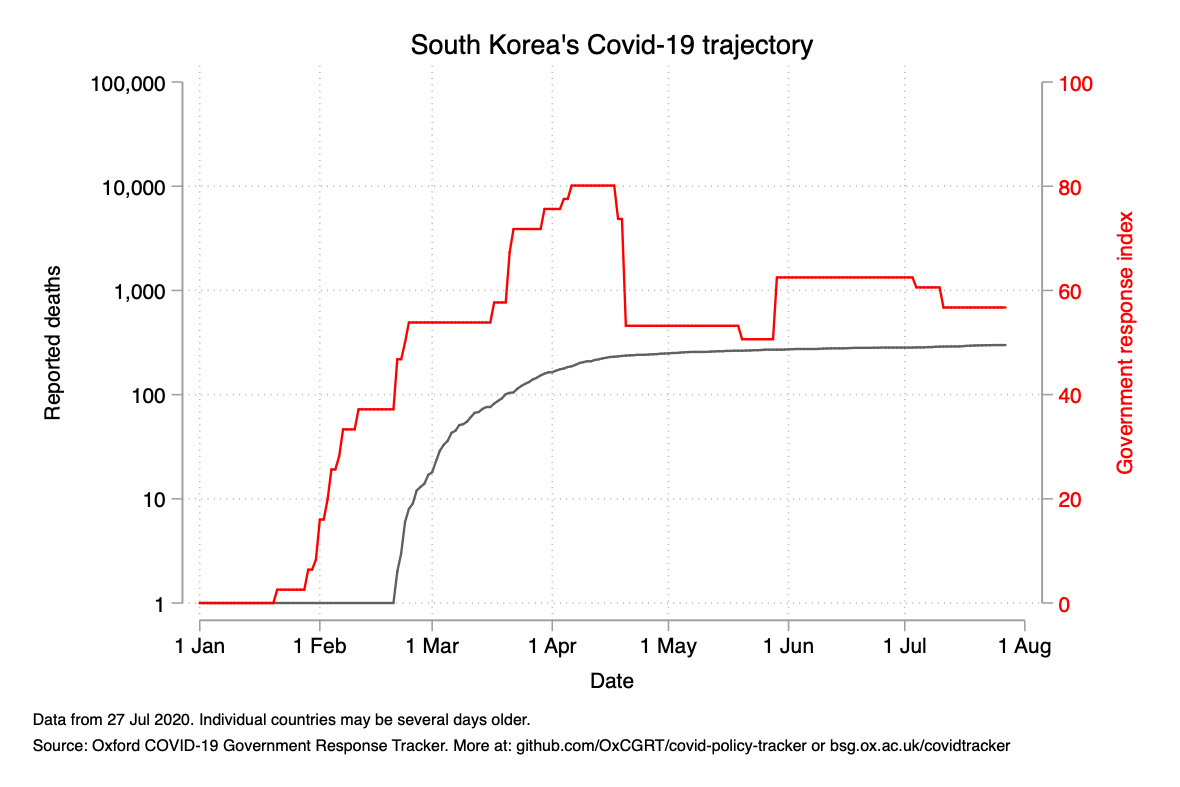 South Korea's Covid-19 trajectory
100,000
10,000
1,000
100
10
1
Reported deaths
100
80
60
40
20
0
Government response index
1 Jan 1 Feb 1 Mar 1 Apr 1 May 1 Jun 1 Jul 1 Aug
Date
Data from 27 Jul 2020. Individual countries may be several days older.
Source: Oxford COVID-19 Government Response Tracker. More at: github.com/OxCGRT/covid-policy-tracker or bsg.ox.ac.uk/covidtracker